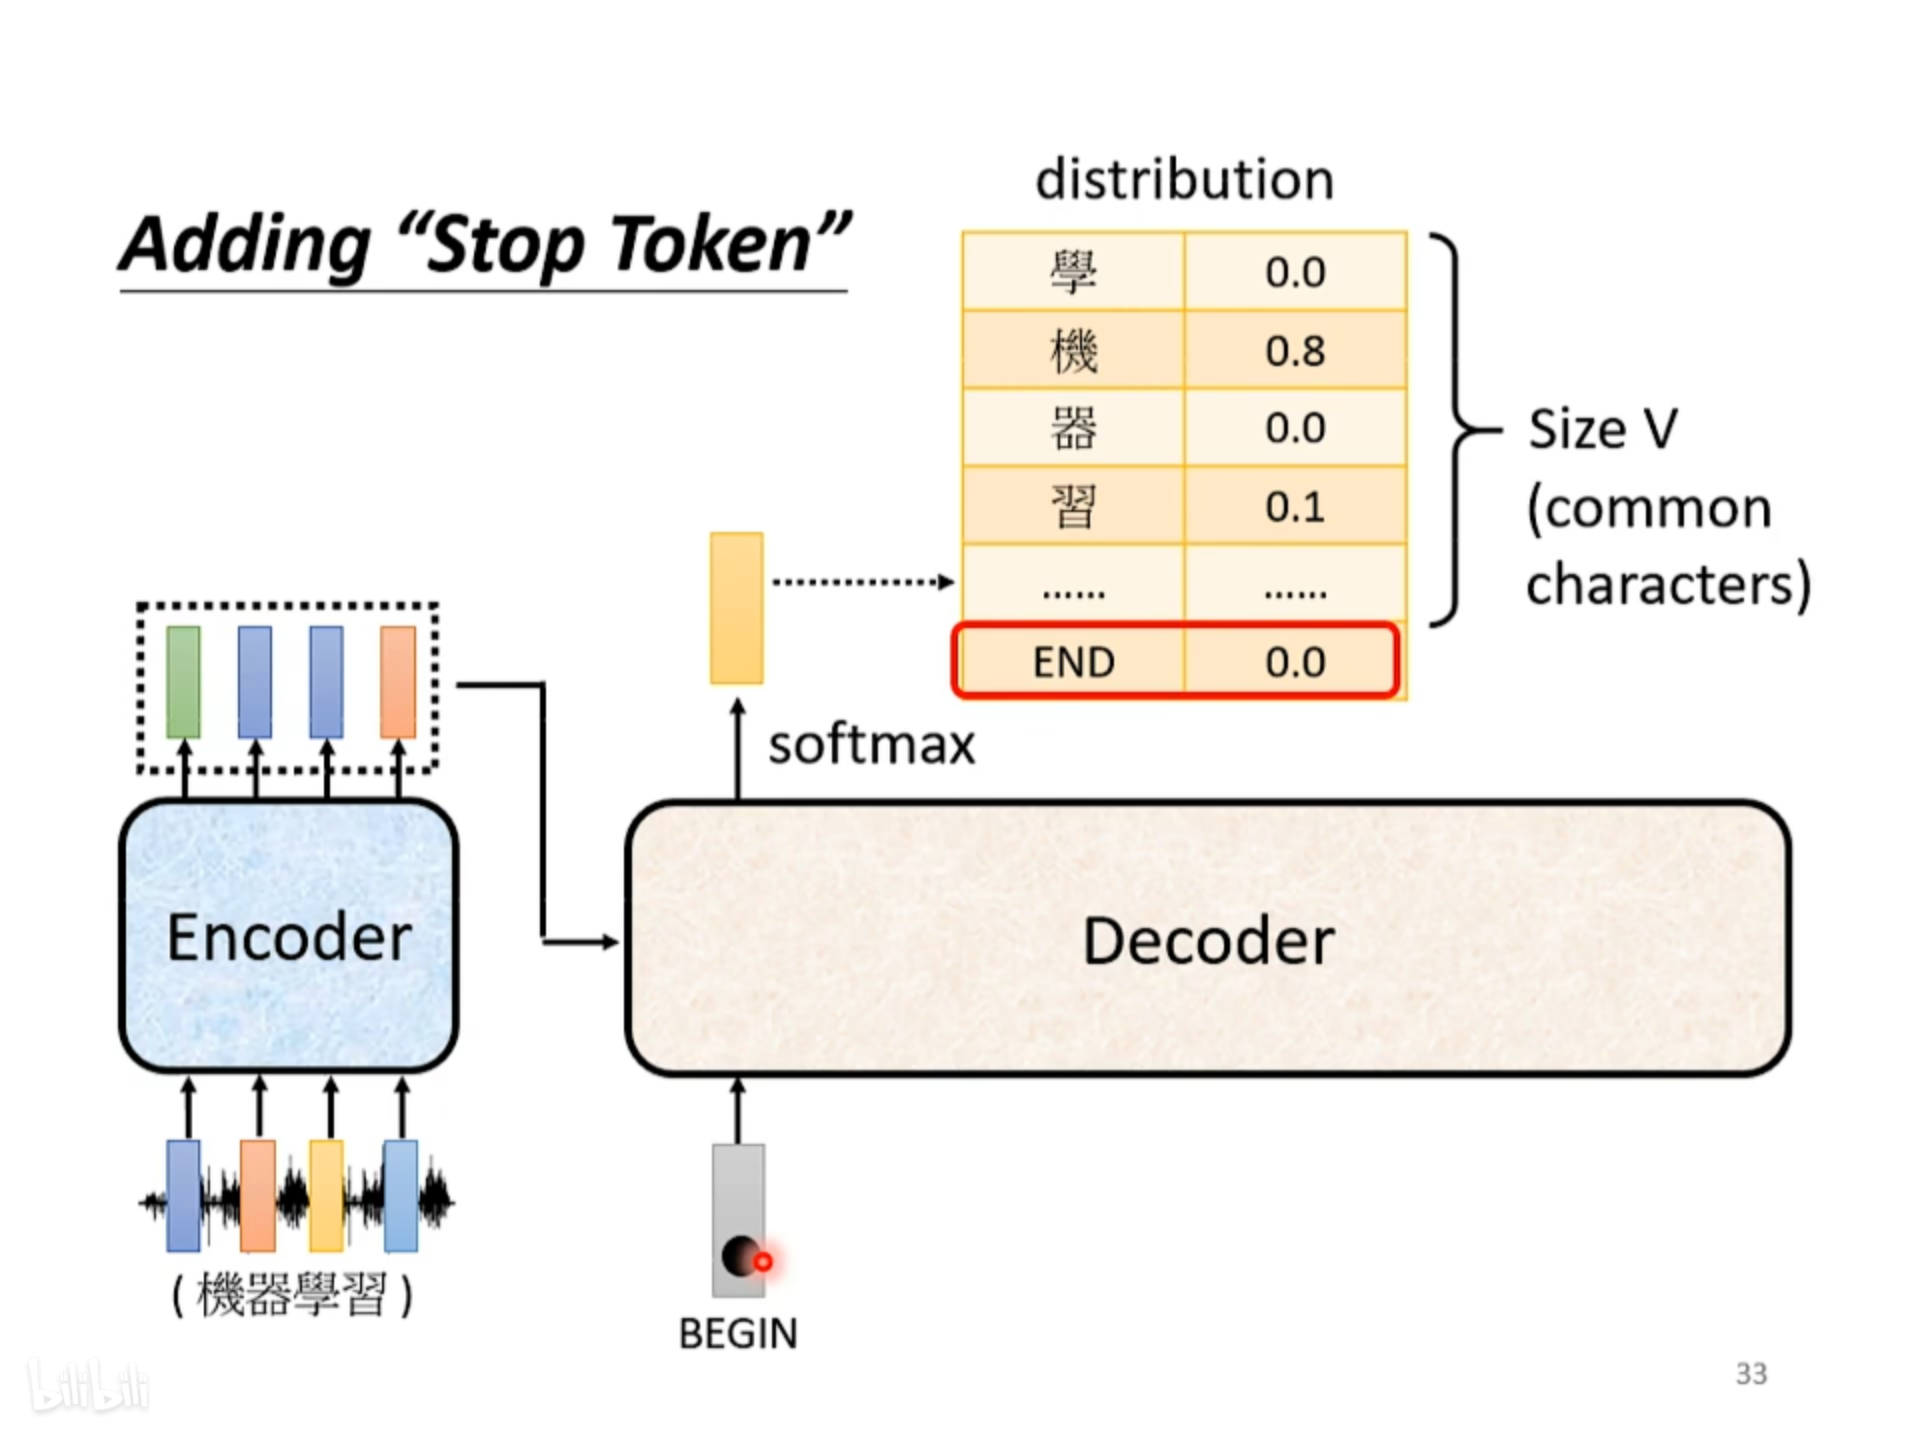 Adding “Stop Token”
distribution
學 0.0
機 0.8
器 0.0
習 0.1
...... ......
END 0.0
Size V
(common
characters)
softmax
Encoder
Decoder
( 機器學習 )
BEGIN
33
bilibili